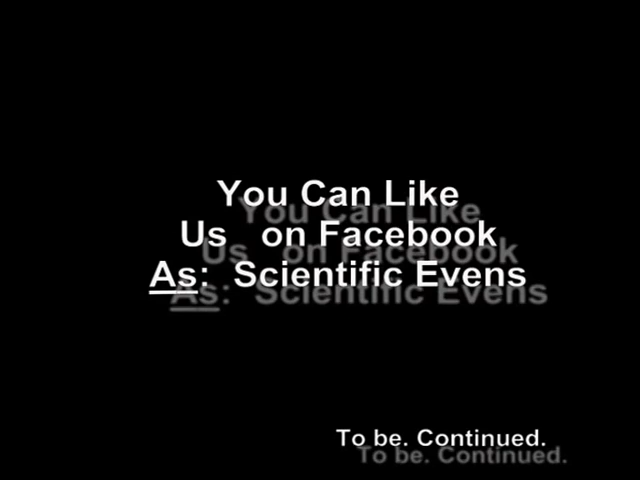 You Can Like
Us on Facebook
As: Scientific Evens
To be. Continued.